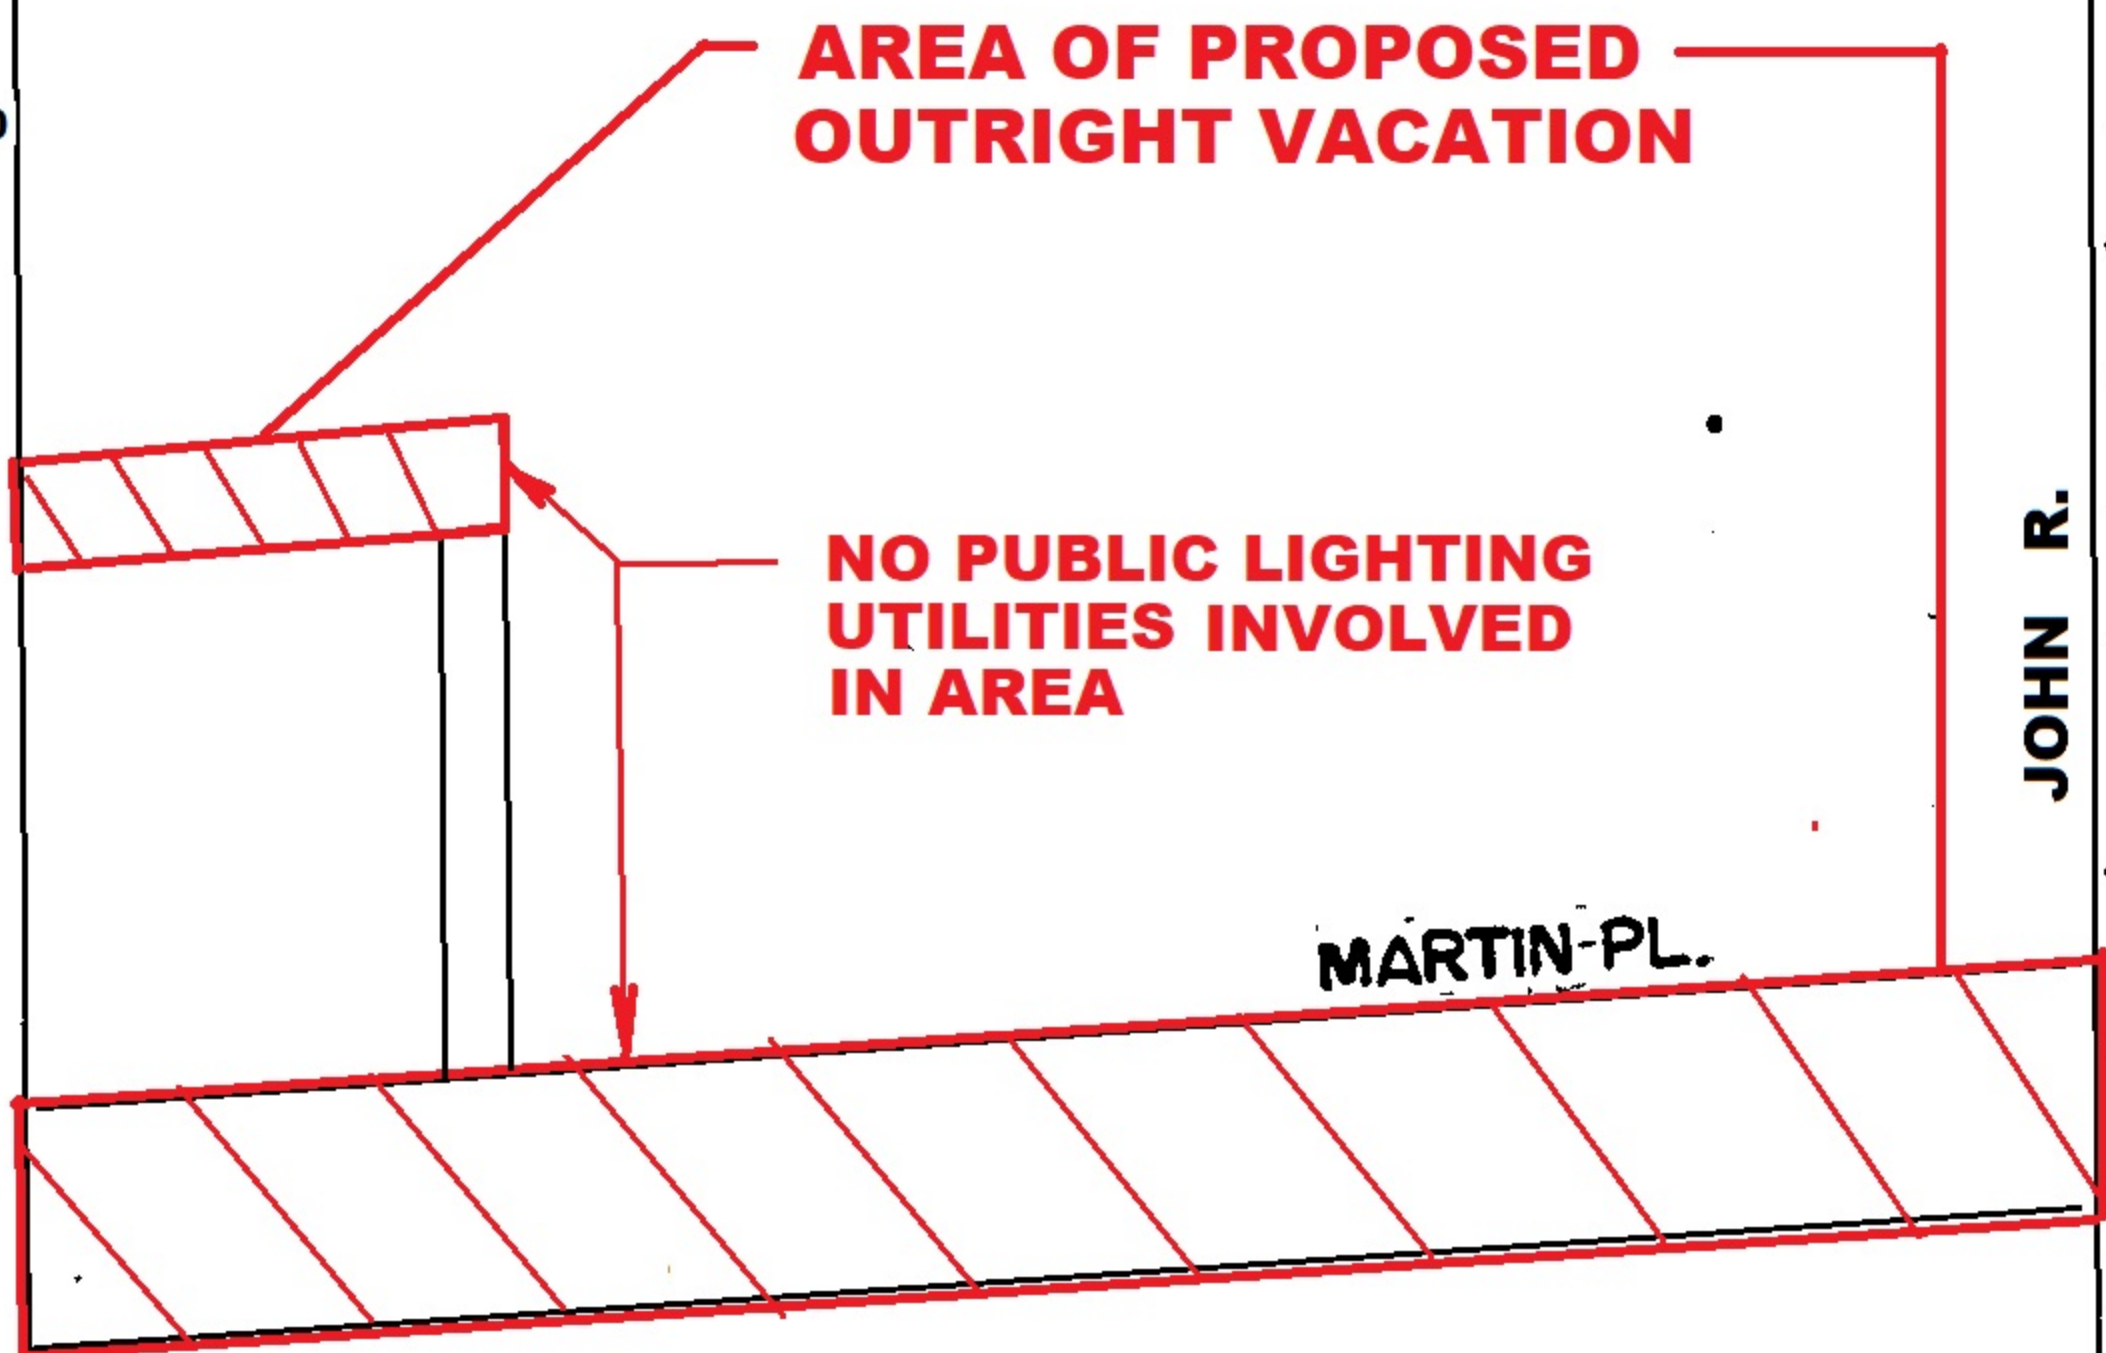 AREA OF PROPOSED
OUTRIGHT VACATION
NO PUBLIC LIGHTING
UTILITIES INVOLVED
IN AREA
JOHN R.
MARTIN-PL.